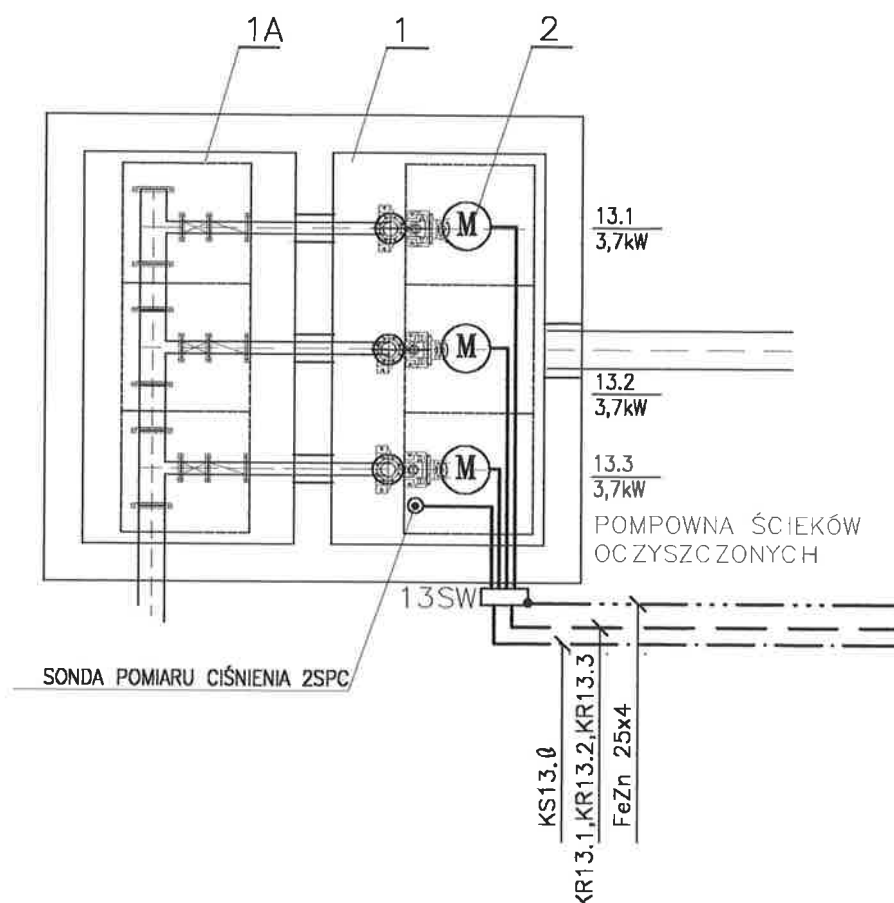 1A
1
2
M
13.1
3,7kW
M
13.2
3,7kW
M
13.3
3,7kW
POMPOWNA ŚCIEKÓW
OCZYSZCZONYCH
13SW
SONDA POMIARU CIŚNIENIA 2SPC
KS13.0
KR13.1,KR13.2,KR13.3
FeZn 25x4